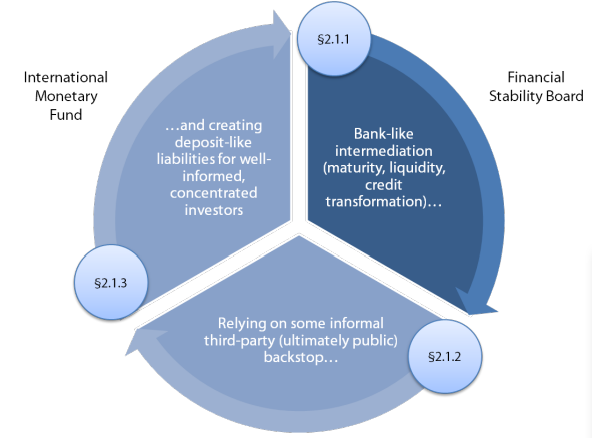 §2.1.1
International
Monetary
Fund
Financial
Stability Board
…and creating
deposit-like
liabilities for well-
informed,
concentrated
investors
Bank-like
intermediation
(maturity, liquidity,
credit
transformation)…
§2.1.3
Relying on some informal
third-party (ultimately public)
backstop…
§2.1.2